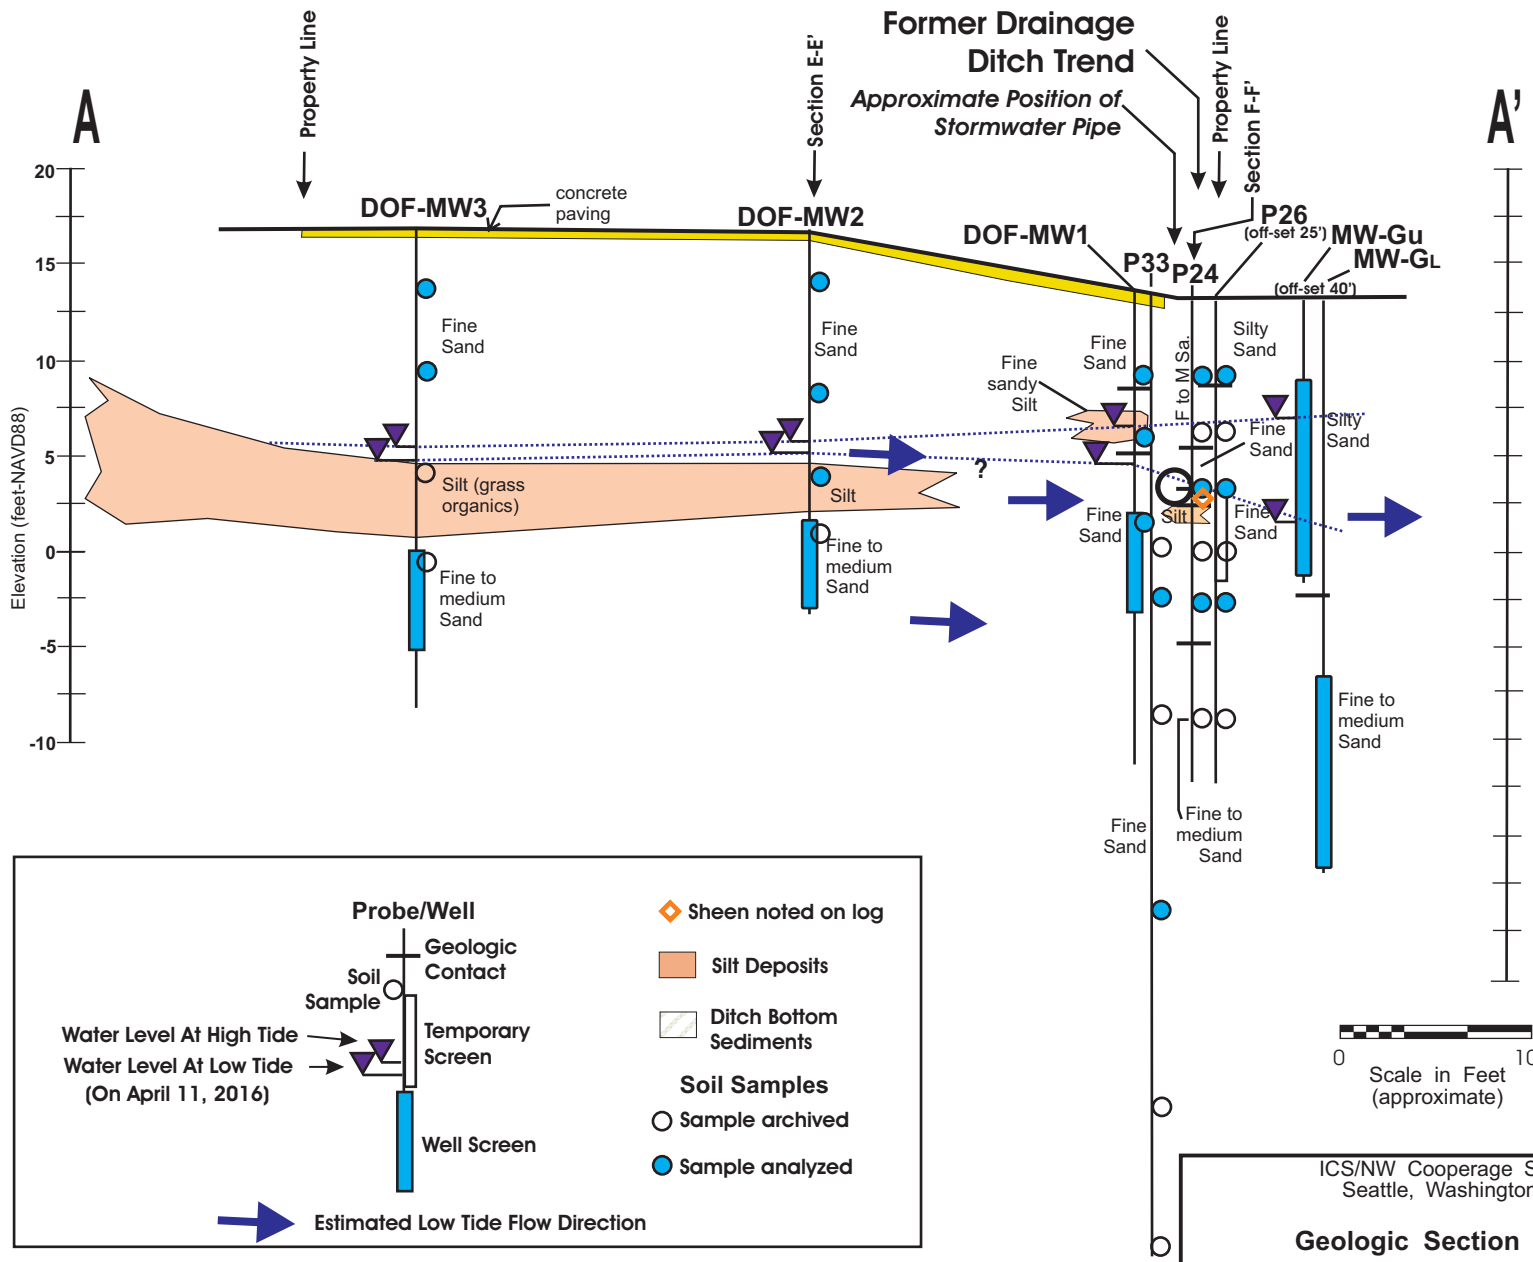 Former Drainage
Ditch Trend
Approximate Position of
Stormwater Pipe
Property Line
Section E-E'
Property Line
Section F-F'
A
A'
20
15
10
5
0
-5
-10
Elevation (feet-NAVD88)
DOF-MW3
concrete
paving
DOF-MW2
DOF-MW1
P33
P24
P26
(off-set 25')
MW-Gu
MW-GL
(off-set 40')
Fine
Sand
Fine
Sand
Fine
Sand
Fine
sandy
Silt
F to M Sa.
Silty
Sand
Fine
Sand
Silty
Sand
Silt (grass
organics)
Silt
?
Fine
Sand
Silt
Fine
Sand
Fine to
medium
Sand
Fine to
medium
Sand
Fine to
medium
Sand
Fine
Sand
Fine to
medium
Sand
Probe/Well
Geologic
Contact
Soil
Sample
Temporary
Screen
Water Level At High Tide
Water Level At Low Tide
(On April 11, 2016)
Well Screen
Estimated Low Tide Flow Direction
Sheen noted on log
Silt Deposits
Ditch Bottom
Sediments
Soil Samples
Sample archived
Sample analyzed
0 10
Scale in Feet
(approximate)
ICS/NW Cooperage S
Seattle, Washington
Geologic Section